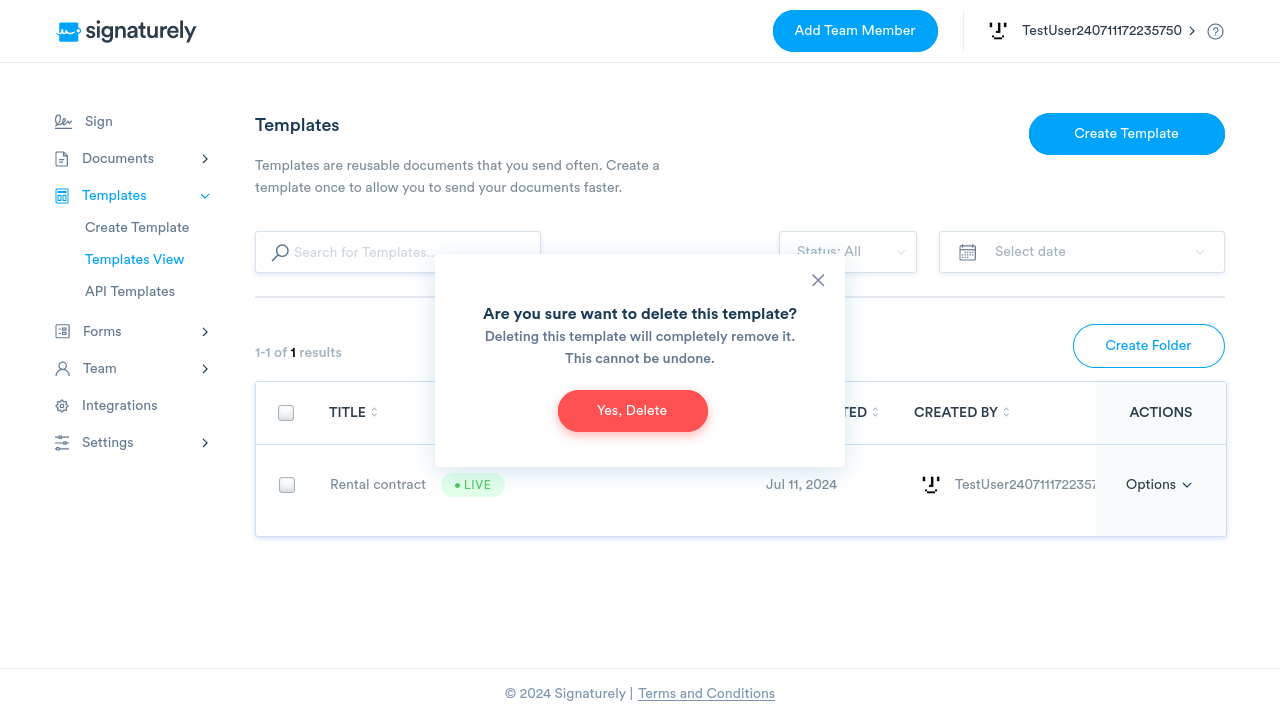 signaturely
Add Team Member
TestUser240711172235750
Sign
Documents
Templates
Create Template
Templates View
API Templates
Forms
Team
Integrations
Settings
Templates
Create Template
Templates are reusable documents that you send often. Create a
template once to allow you to send your documents faster.
Search for Templates...
Status: All
Select date
Are you sure want to delete this template?
Deleting this template will completely remove it.
This cannot be undone.
Yes, Delete
1-1 of 1 results
Create Folder
TITLE
CREATED BY
ACTIONS
Rental contract
LIVE
Jul 11, 2024
TestUser2407111722357
Options
© 2024 Signaturely | Terms and Conditions